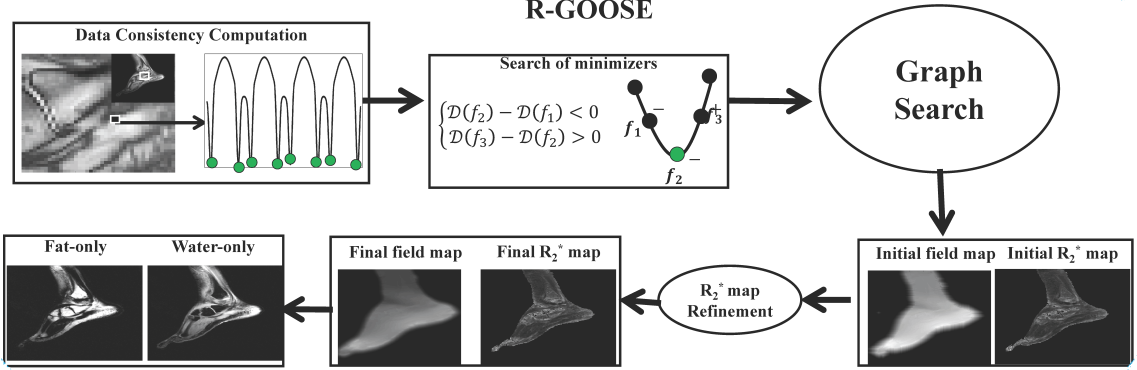 R-GOOSE
Data Consistency Computation
Search of minimizers
𝒟(f₂) − 𝒟(f₁) < 0
𝒟(f₃) − 𝒟(f₂) > 0
−
+
f₁
f₃
−
f₂
Graph
Search
Fat-only Water-only
Final field map Final R₂* map
R₂* map
Refinement
Initial field map Initial R₂* map